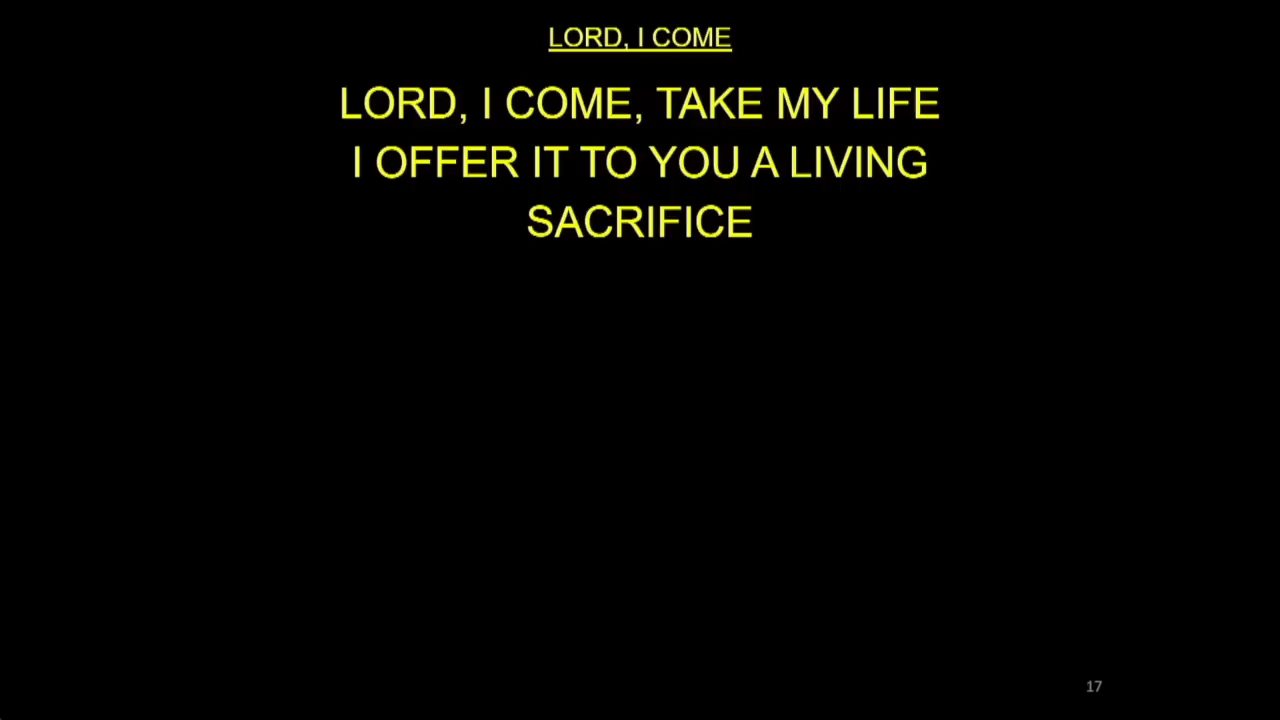 LORD, I COME
LORD, I COME, TAKE MY LIFE
I OFFER IT TO YOU A LIVING
SACRIFICE
17